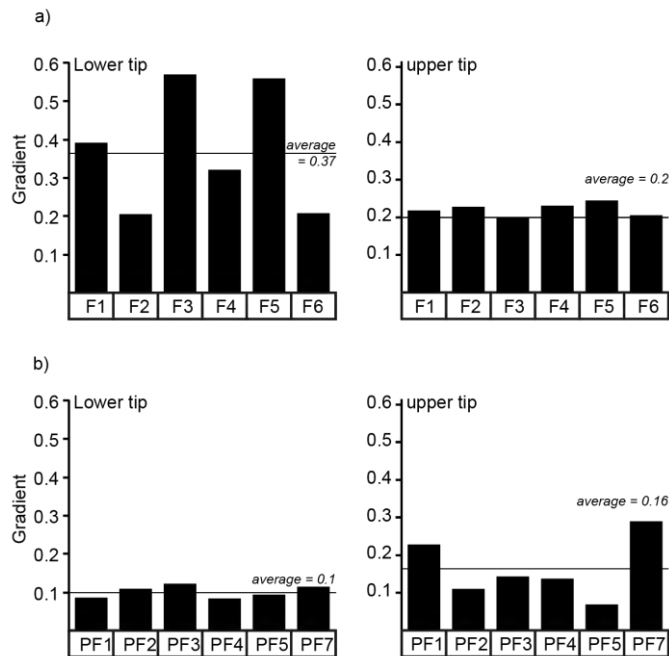 a)
Lower tip
0.6
0.5
0.4
0.3
0.2
0.1
Gradient
average
= 0.37
F1 F2 F3 F4 F5 F6
upper tip
0.6
0.5
0.4
0.3
0.2
0.1
average = 0.2
F1 F2 F3 F4 F5 F6
b)
Lower tip
0.6
0.5
0.4
0.3
0.2
0.1
Gradient
average = 0.1
PF1 PF2 PF3 PF4 PF5 PF7
upper tip
0.6
0.5
0.4
0.3
0.2
0.1
average = 0.16
PF1 PF2 PF3 PF4 PF5 PF7